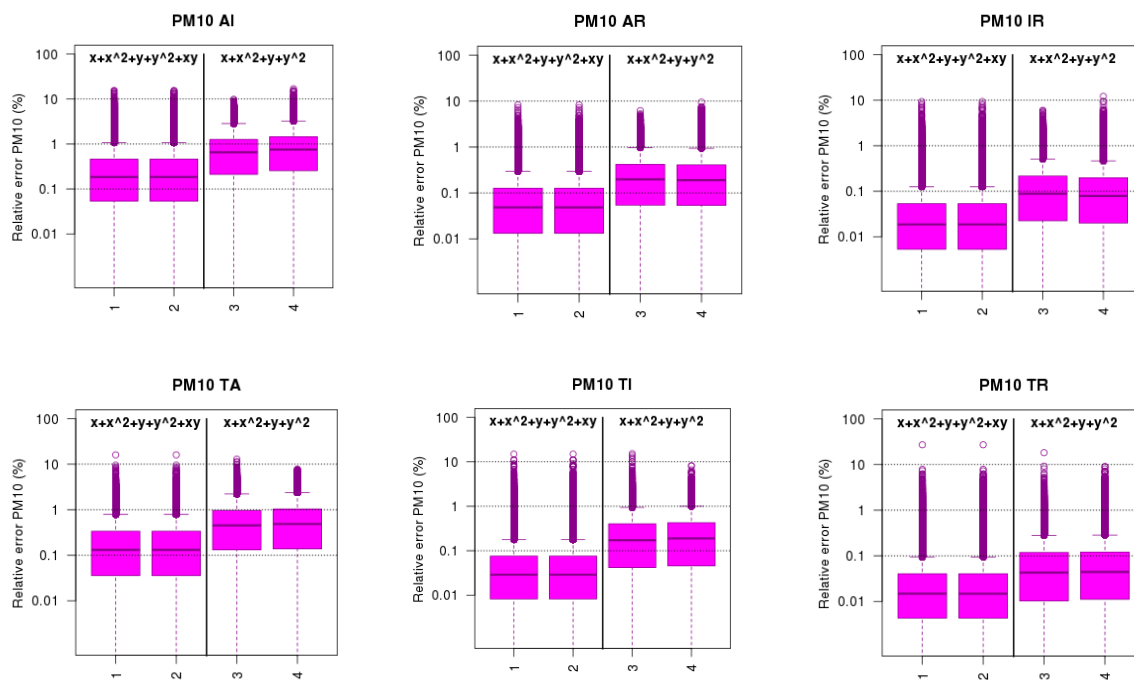 PM10 AI
x+x^2+y+y^2+xy x+x^2+y+y^2
Relative error PM10 (%)
100
10
1
0.1
0.01
1 2 3 4
PM10 AR
x+x^2+y+y^2+xy x+x^2+y+y^2
Relative error PM10 (%)
100
10
1
0.1
0.01
1 2 3 4
PM10 IR
x+x^2+y+y^2+xy x+x^2+y+y^2
Relative error PM10 (%)
100
10
1
0.1
0.01
1 2 3 4
PM10 TA
x+x^2+y+y^2+xy x+x^2+y+y^2
Relative error PM10 (%)
100
10
1
0.1
0.01
1 2 3 4
PM10 TI
x+x^2+y+y^2+xy x+x^2+y+y^2
Relative error PM10 (%)
100
10
1
0.1
0.01
1 2 3 4
PM10 TR
x+x^2+y+y^2+xy x+x^2+y+y^2
Relative error PM10 (%)
100
10
1
0.1
0.01
1 2 3 4